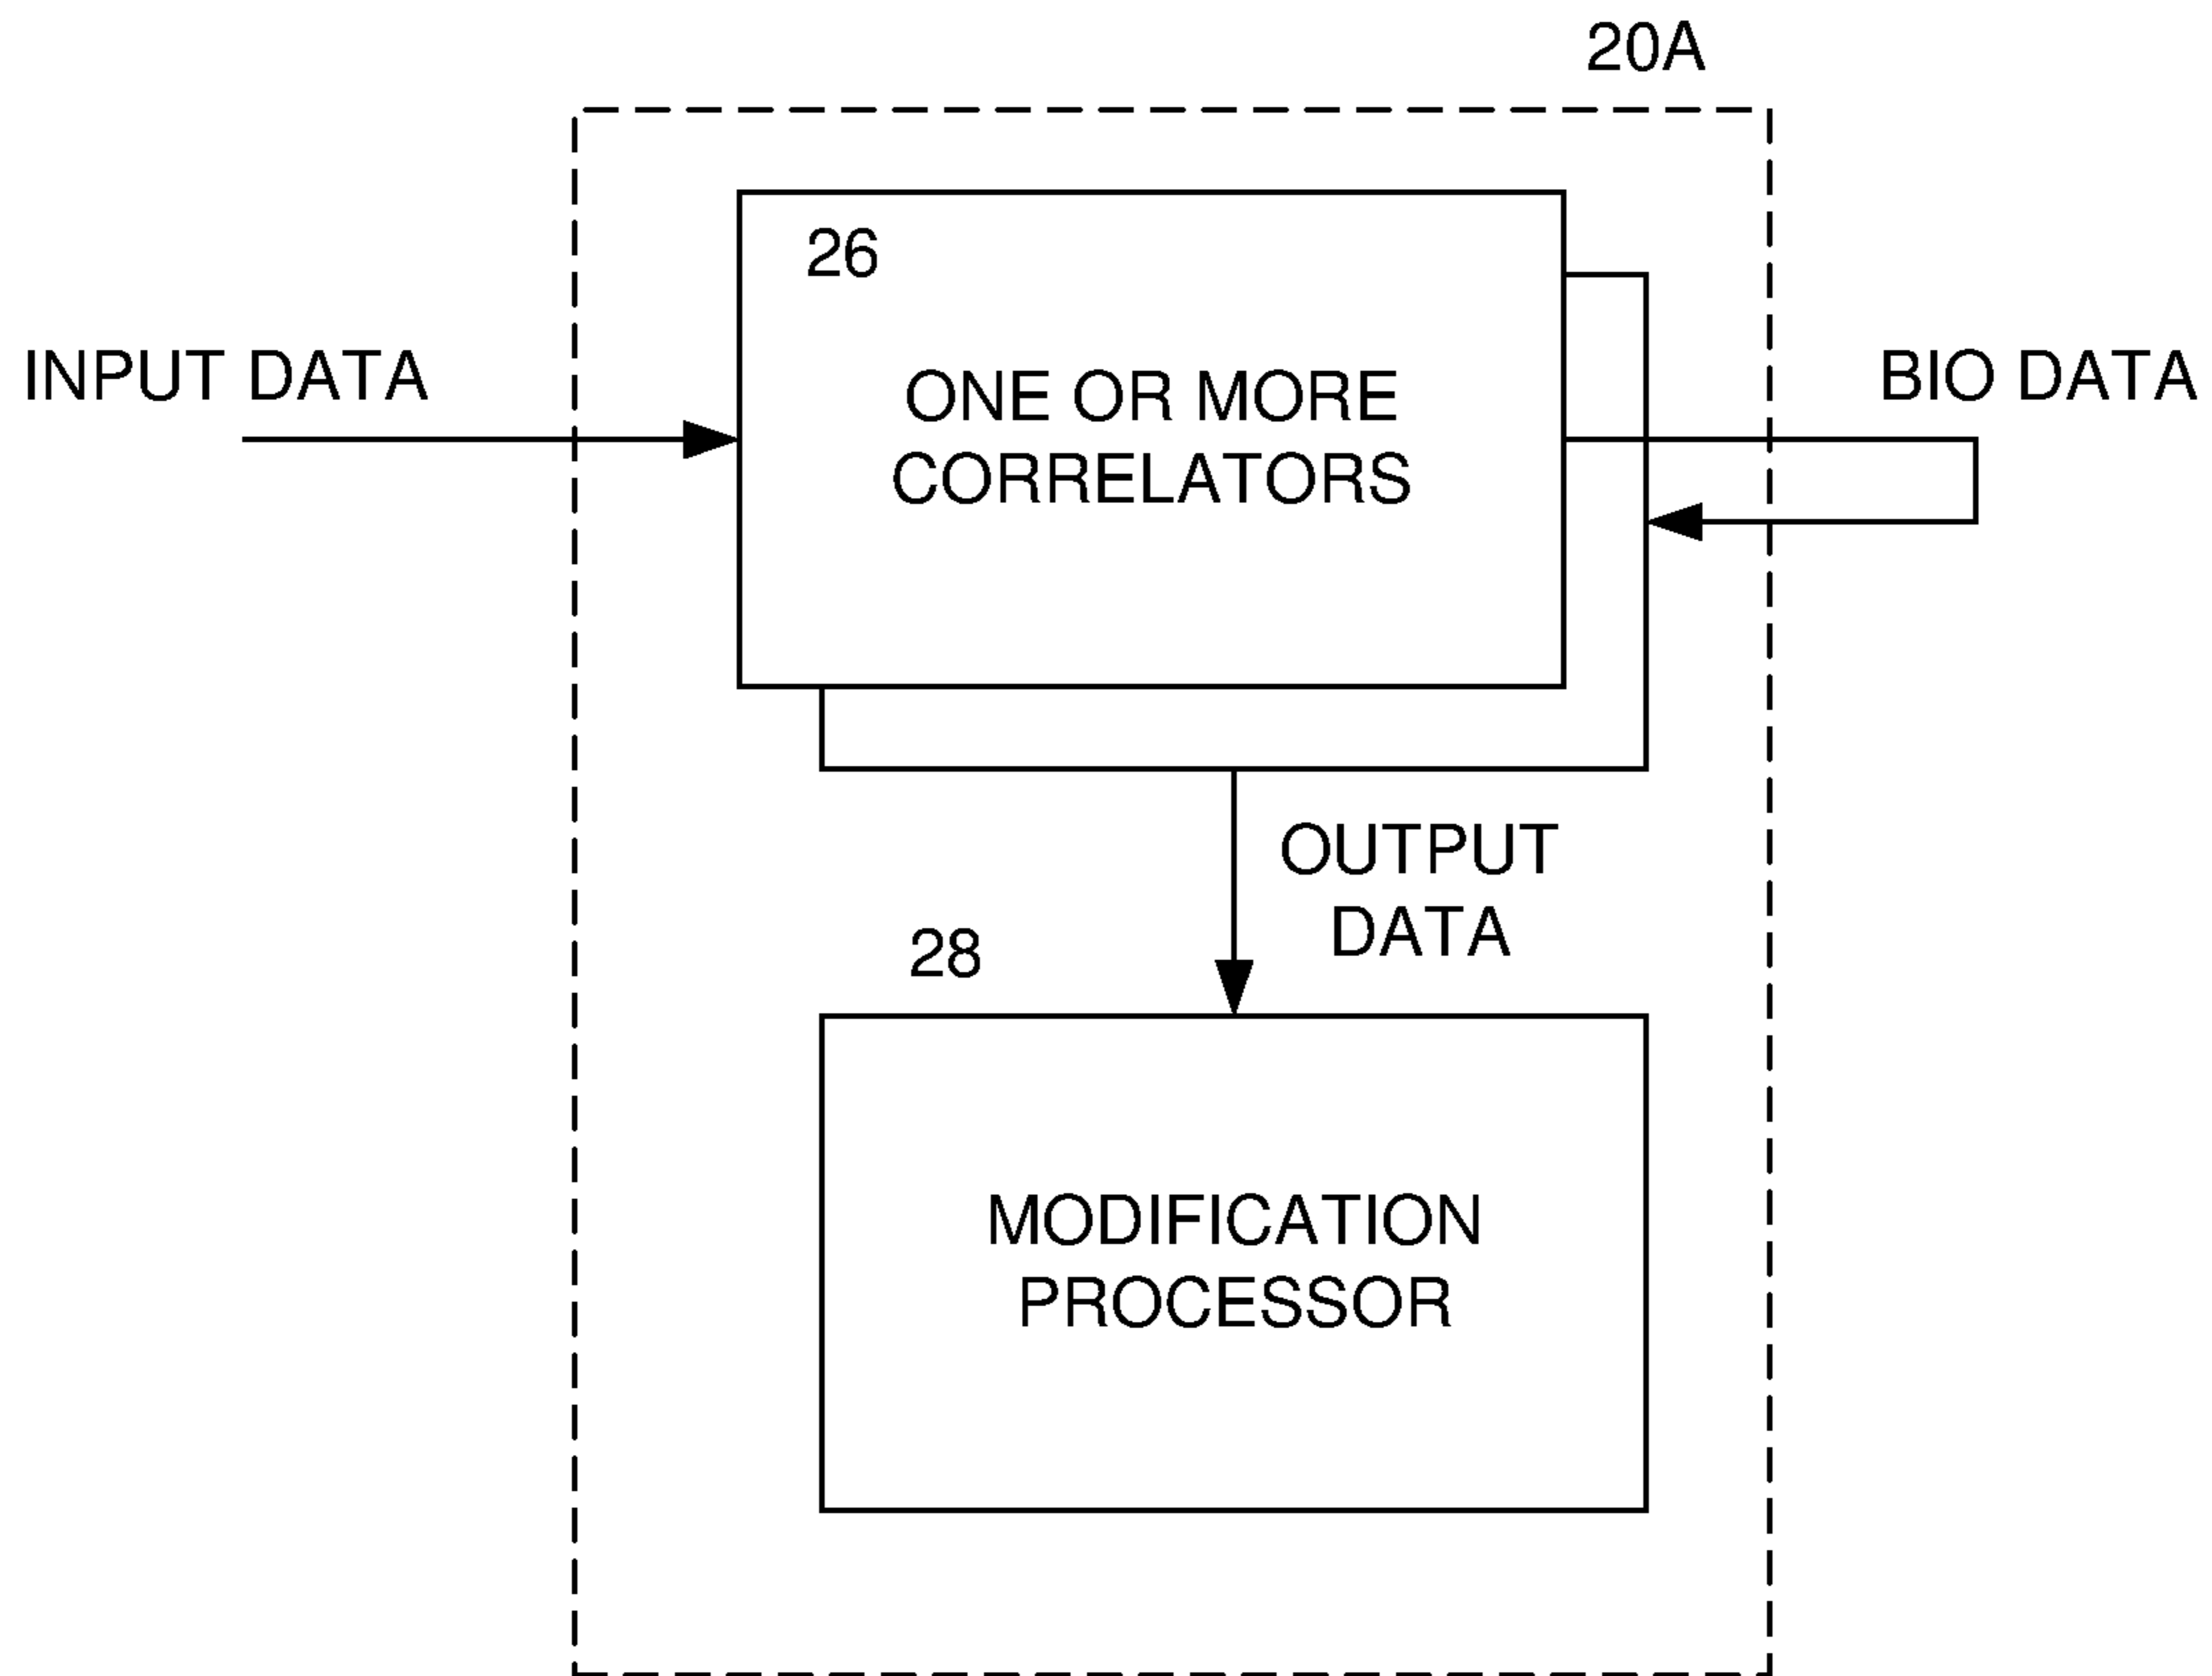 20A
26
INPUT DATA
ONE OR MORE
CORRELATORS
BIO DATA
OUTPUT
DATA
28
MODIFICATION
PROCESSOR